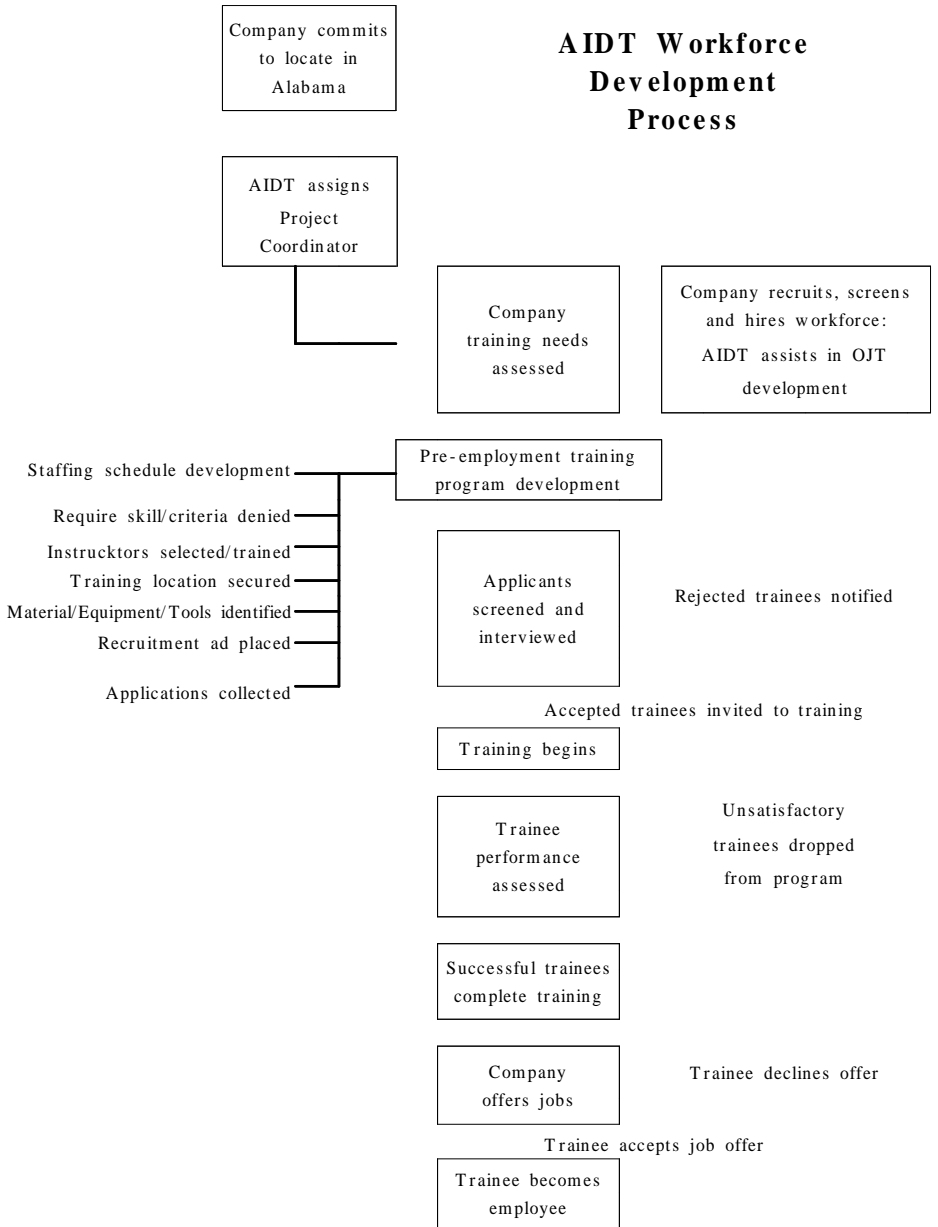 Company commits
to locate in
Alabama
AIDT Workforce
Development
Process
AIDT assigns
Project
Coordinator
Company
training needs
assessed
Company recruits, screens
and hires workforce:
AIDT assists in OJT
development
Pre-employment training
program development
Staffing schedule development
Require skill/criteria denied
Instrucktors selected/trained
Training location secured
Material/Equipment/Tools identified
Recruitment ad placed
Applications collected
Applicants
screened and
interviewed
Rejected trainees notified
Accepted trainees invited to training
Training begins
Trainee
performance
assessed
Unsatisfactory
trainees dropped
from program
Successful trainees
complete training
Company
offers jobs
Trainee declines offer
Trainee accepts job offer
Trainee becomes
employee